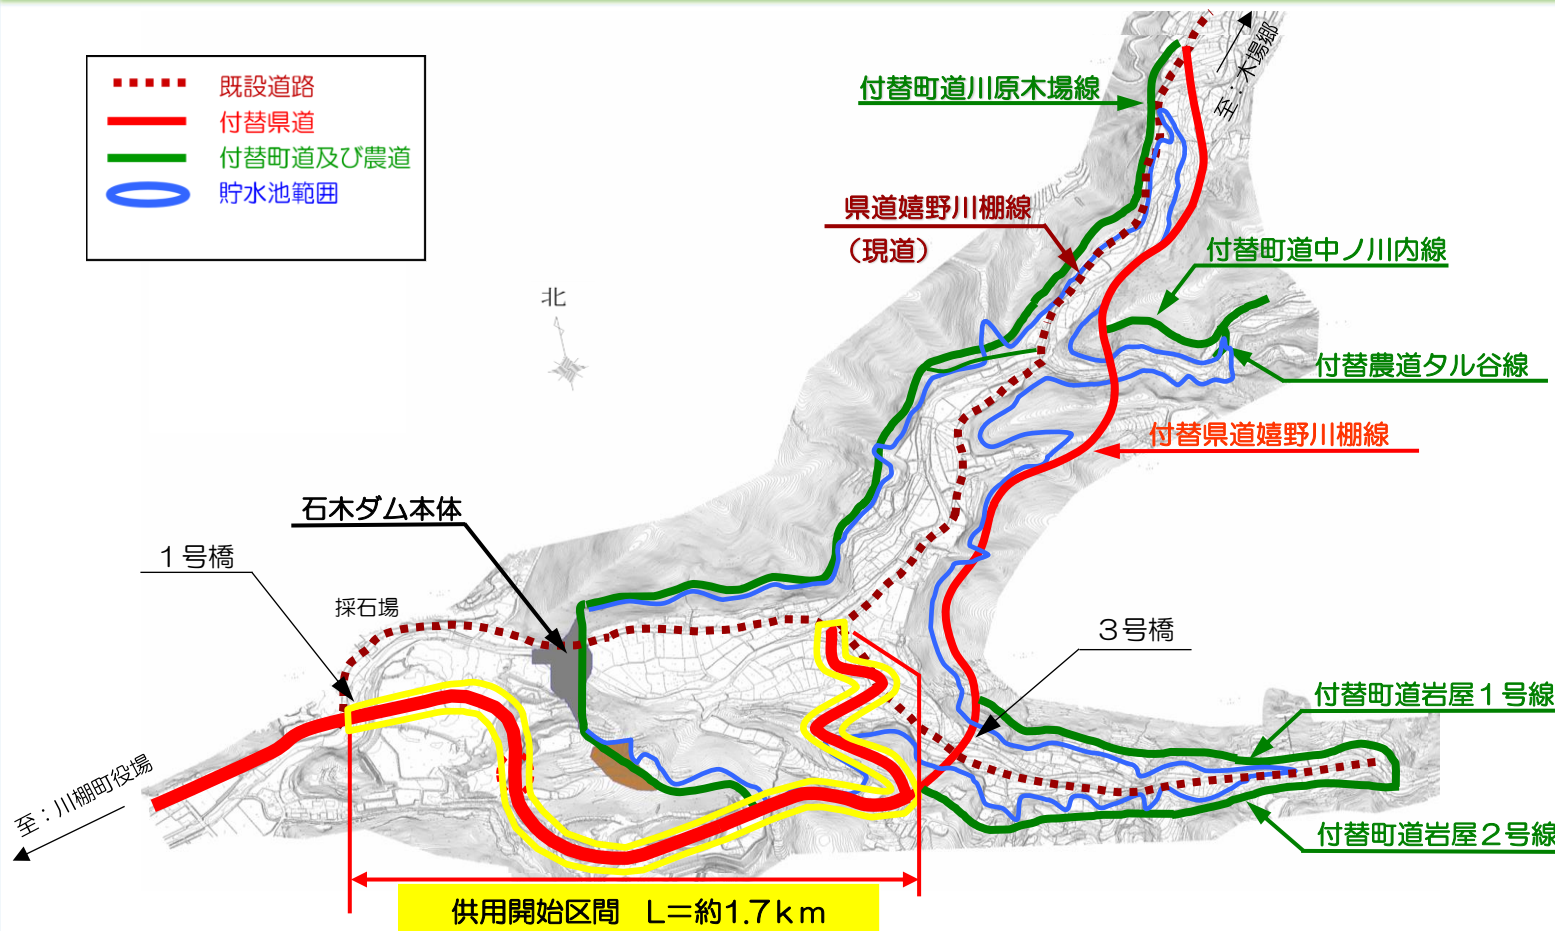 既設道路
付替県道
付替町道及び農道
貯水池範囲
北
付替町道川原木場線
至：木場郷
県道嬉野川棚線
（現道）
付替町道中ノ川内線
付替農道タル谷線
付替県道嬉野川棚線
石木ダム本体
１号橋
採石場
３号橋
付替町道岩屋１号線
至：川棚町役場
付替町道岩屋２号線
供用開始区間　L＝約1.7ｋｍ